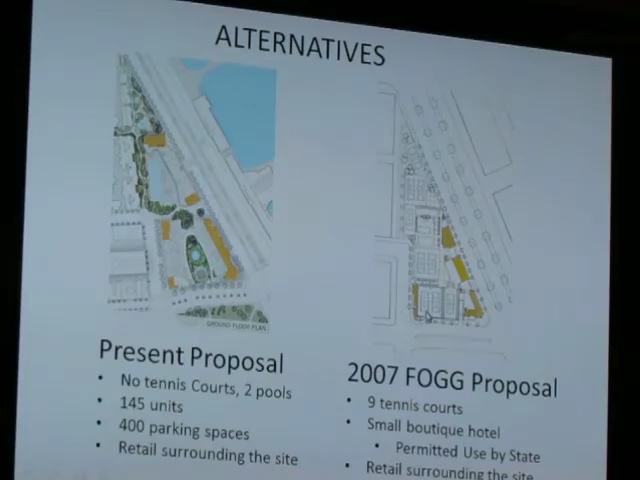 ALTERNATIVES
GROUND FLOOR PLAN
Present Proposal
• No tennis Courts, 2 pools
• 145 units
• 400 parking spaces
• Retail surrounding the site
2007 FOGG Proposal
• 9 tennis courts
• Small boutique hotel
• Permitted Use by State
• Retail surrounding the site